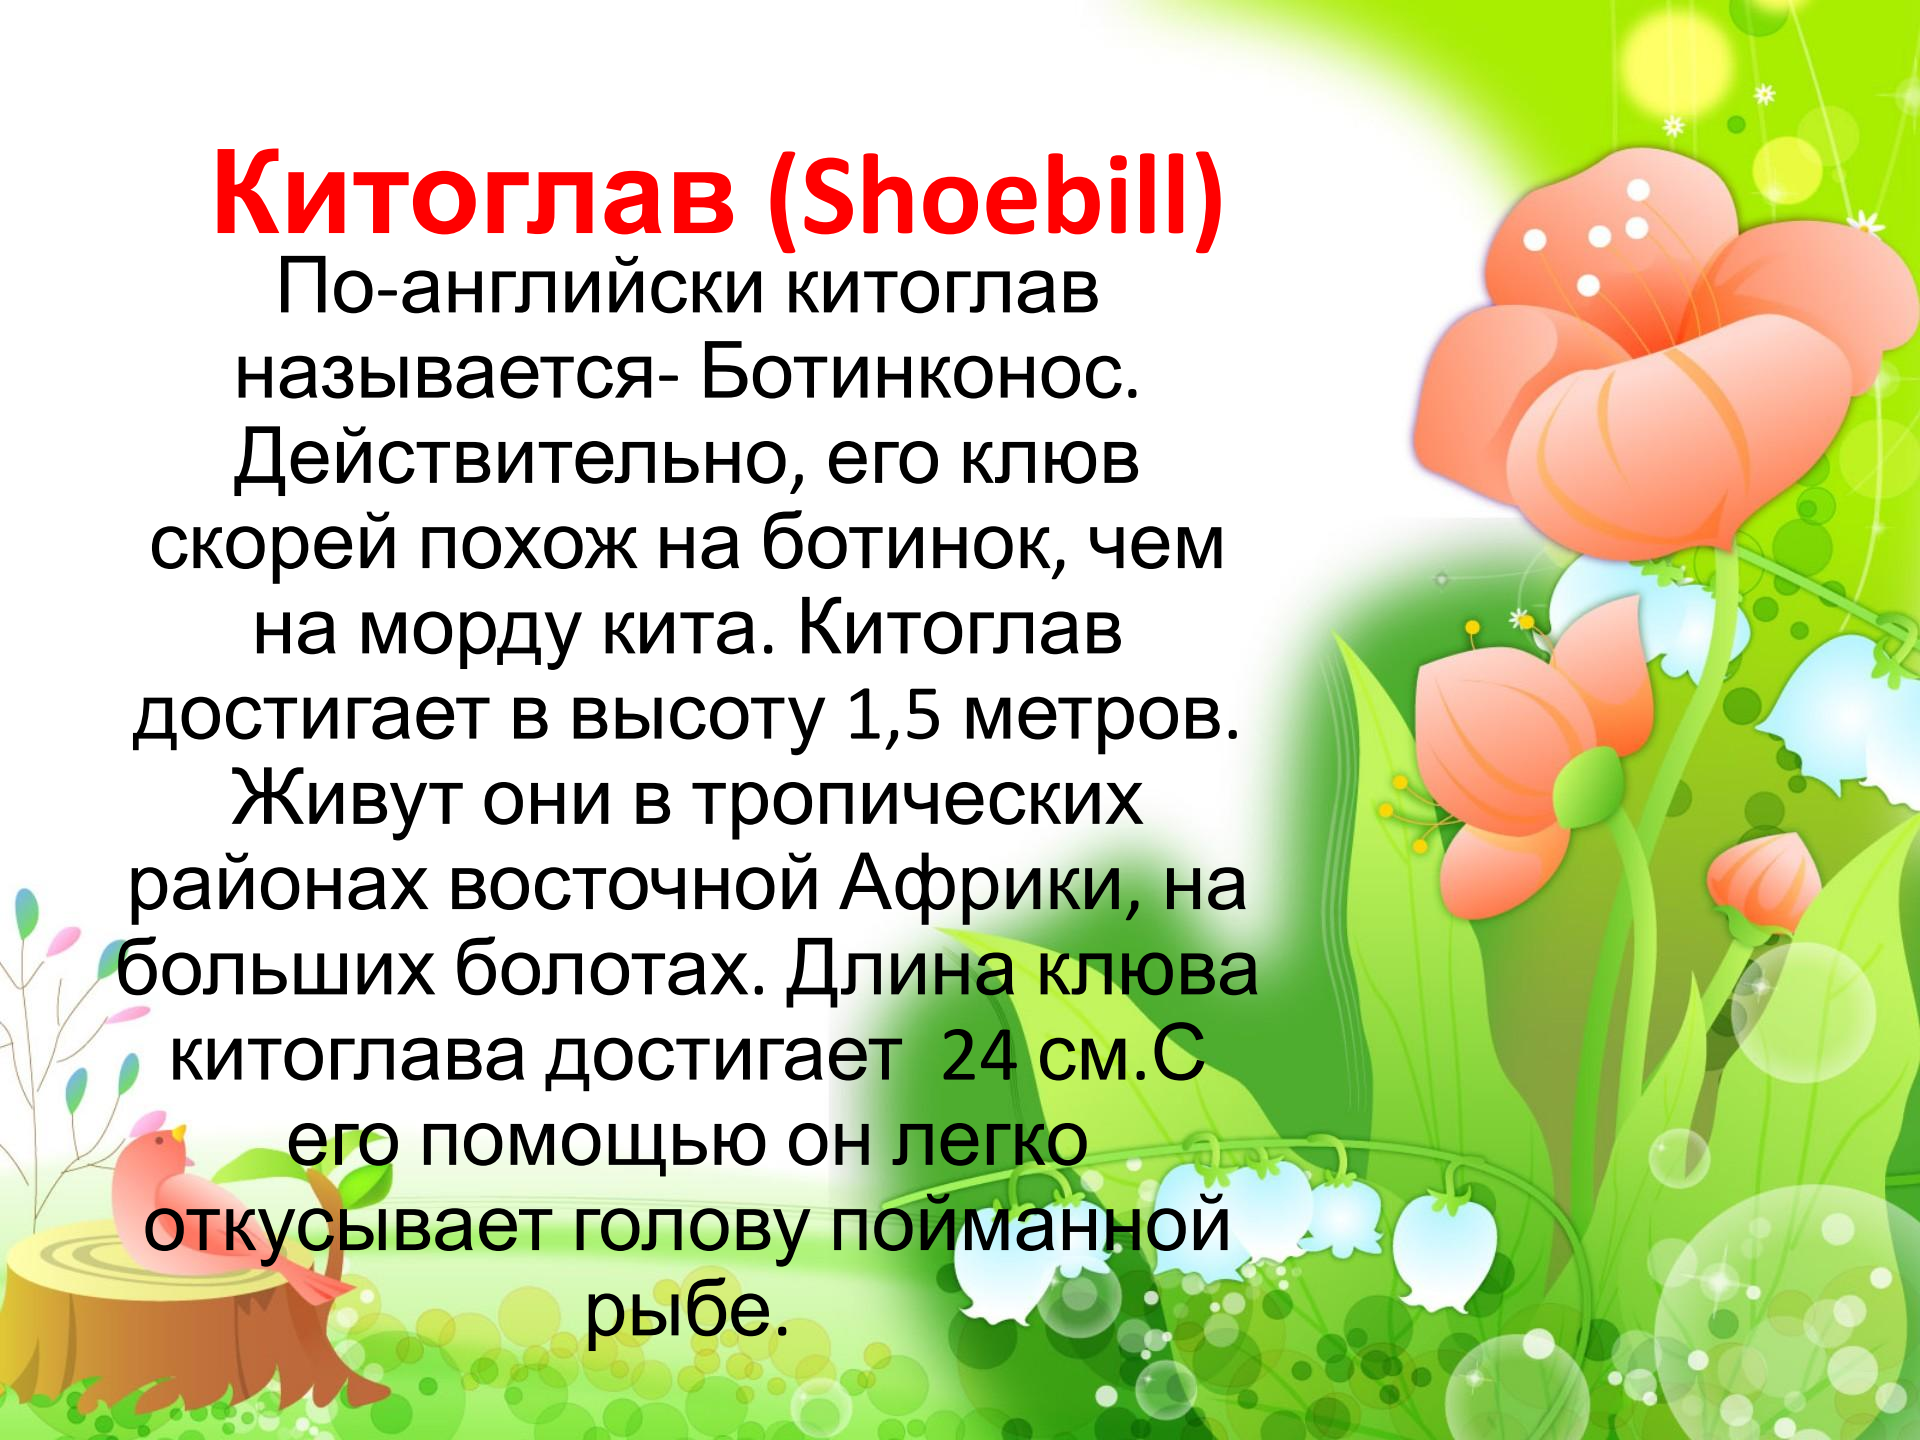 Китоглав (Shoebill)
По-английски китоглав
называется- Ботинконос.
Действительно, его клюв
скорей похож на ботинок, чем
на морду кита. Китоглав
достигает в высоту 1,5 метров.
Живут они в тропических
районах восточной Африки, на
больших болотах. Длина клюва
китоглава достигает  24 см.С
его помощью он легко
откусывает голову пойманной
рыбе.